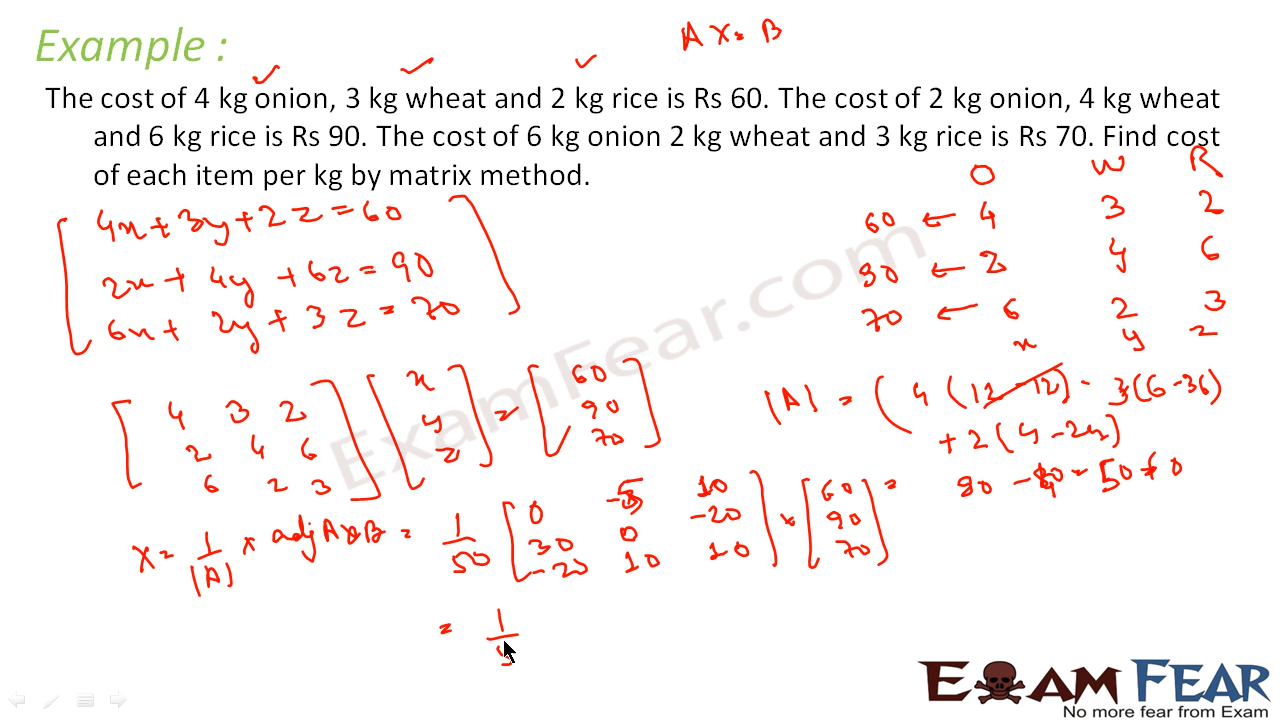 Example :
A X = B
The cost of 4 kg onion, 3 kg wheat and 2 kg rice is Rs 60. The cost of 2 kg onion, 4 kg wheat
and 6 kg rice is Rs 90. The cost of 6 kg onion 2 kg wheat and 3 kg rice is Rs 70. Find cost
of each item per kg by matrix method.
O W R
4x + 3y + 2z = 60
60 ← 4 3 2
2x + 4y + 6z = 90
90 ← 2 4 6
6x + 2y + 3z = 70
70 ← 6 2 3
x y z
[ 4 3 2 ] [ x ] = [ 60 ]
2 4 6 y 90
6 2 3 z 70
|A| = ( 4 (12 - 12) - 3(6-36)
+ 2 (4 - 24)
90 - 40 = 50 ≠ 0
X = 1/|A| × adj A × B = 1/50 [ 0 -5 10 ] × [ 60 ] =
30 0 -20 90
-20 10 10 70
= 1/5
ExamFear.com
EXAM FEAR
No more fear from Exam